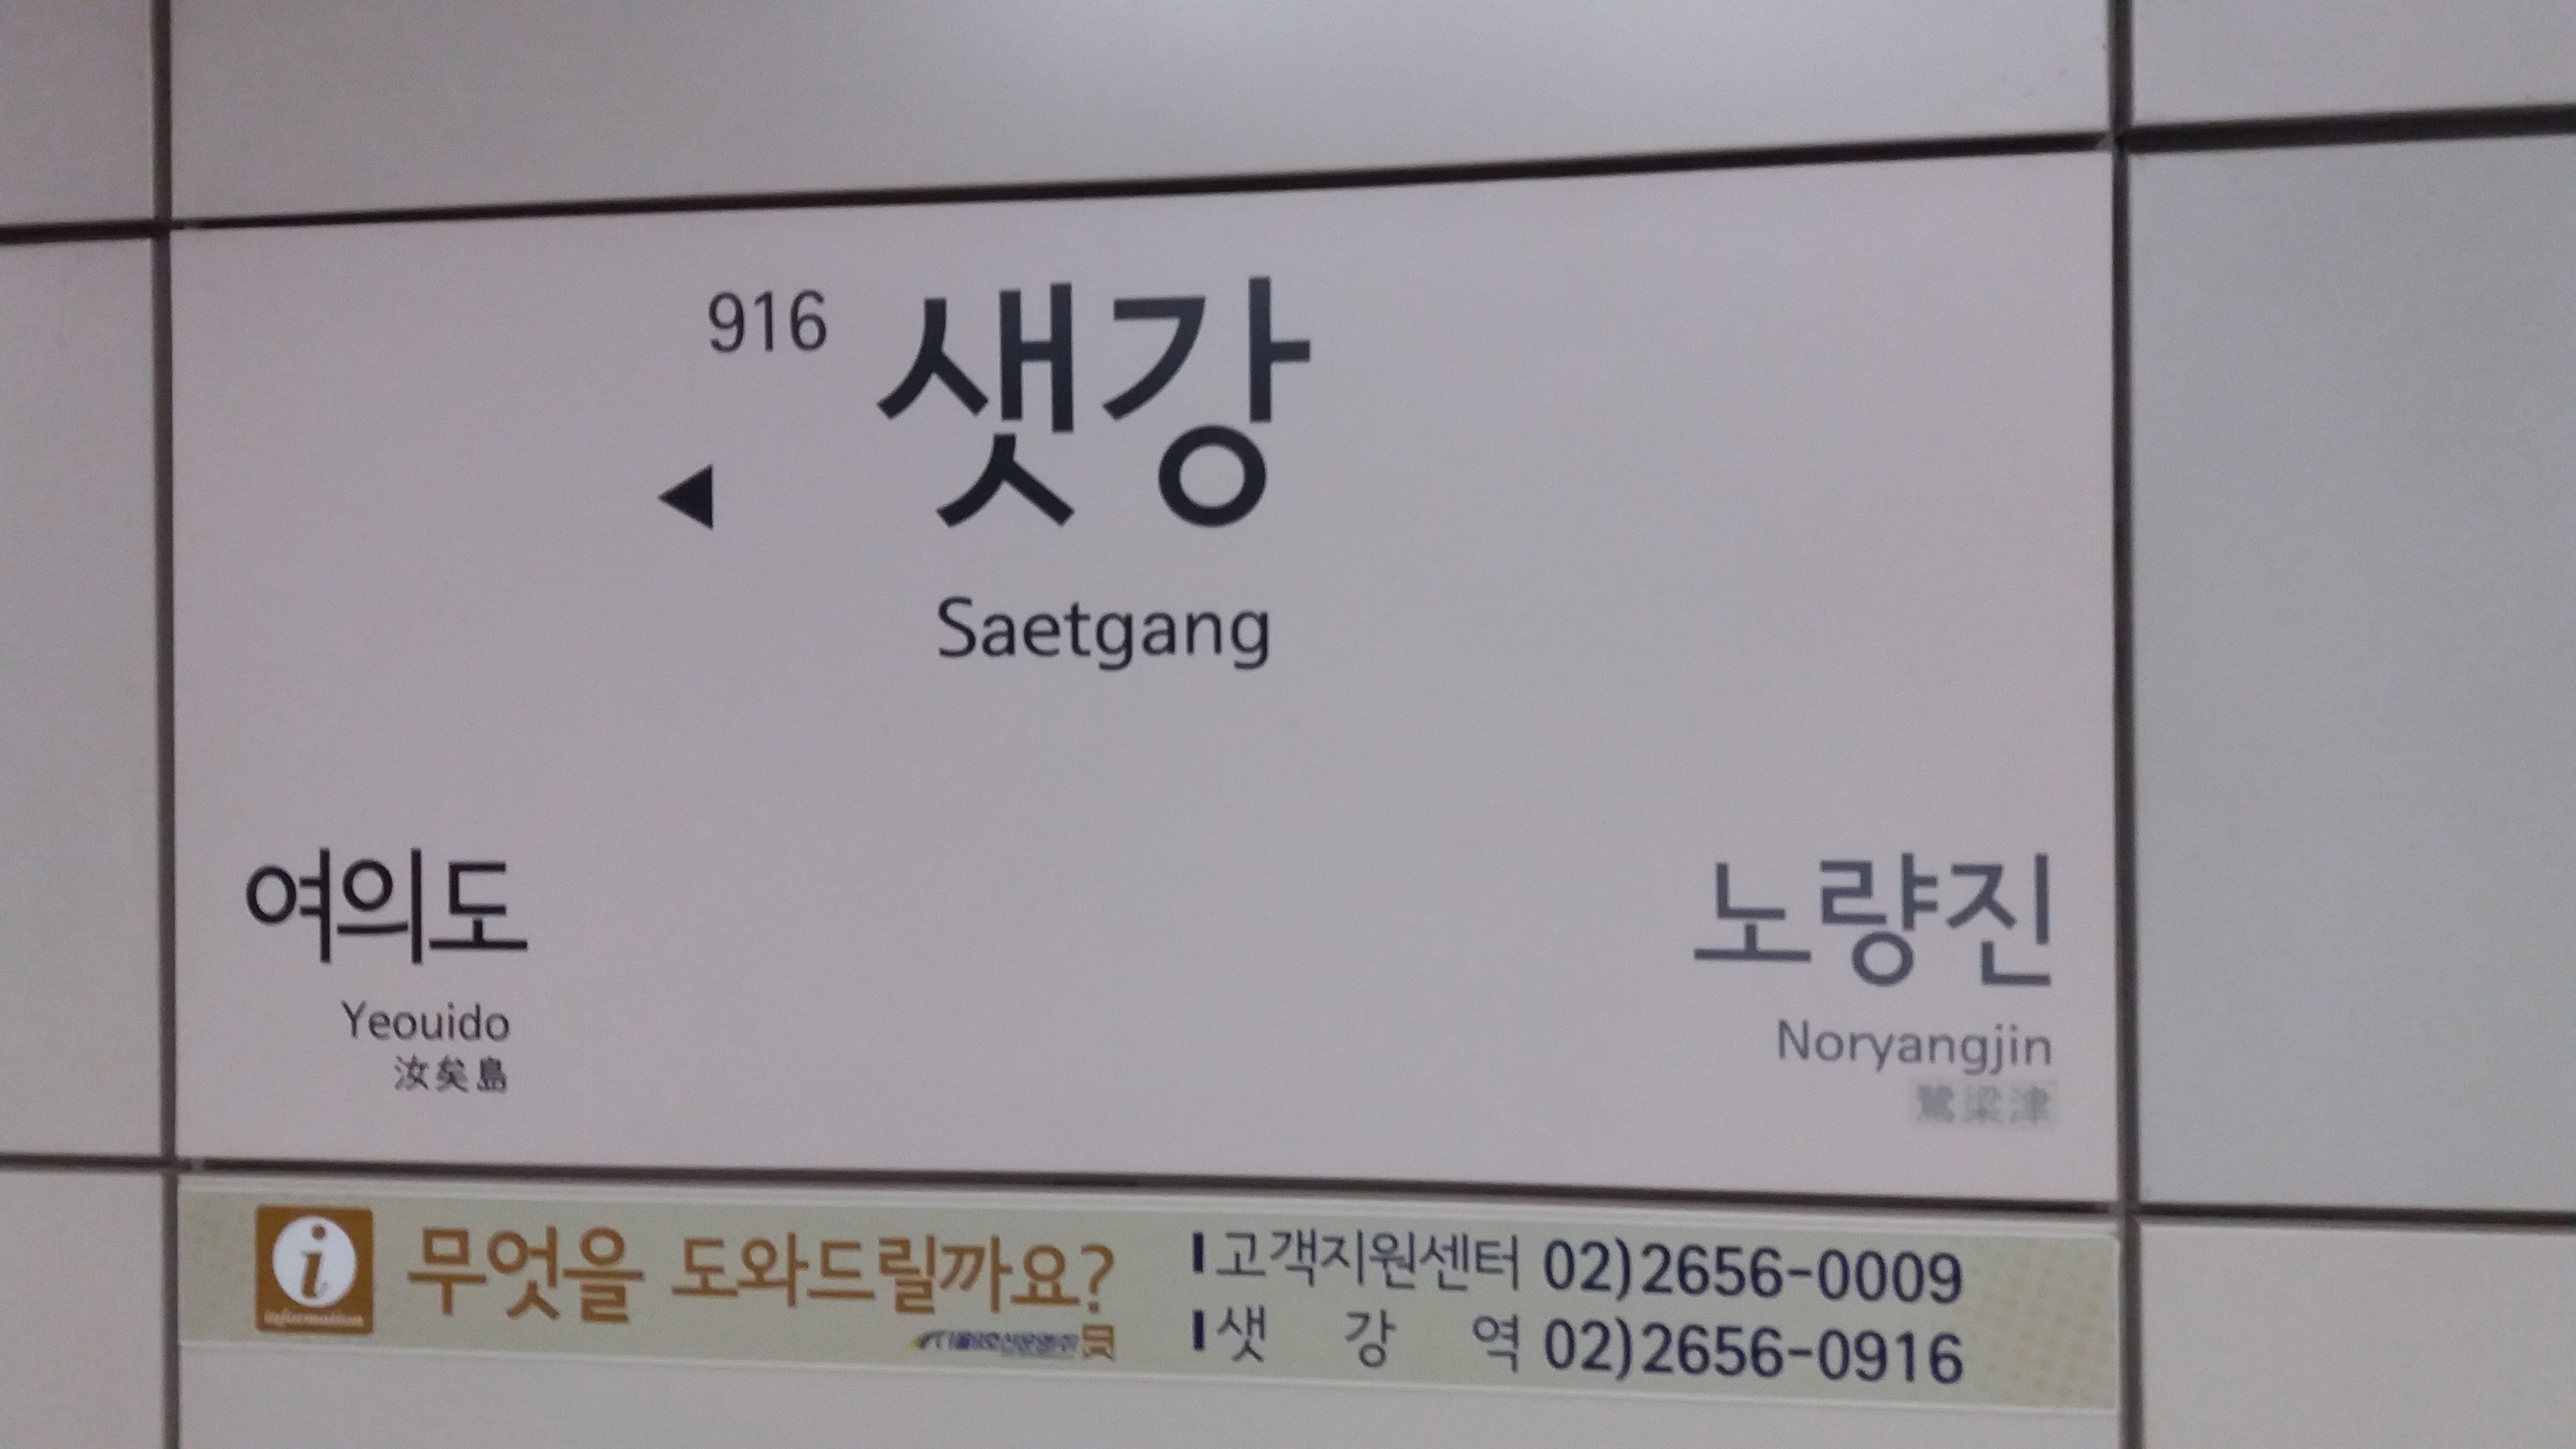 916 샛강
◀
Saetgang
여의도
Yeouido
汝矣島
노량진
Noryangjin
鷺梁津
i
information
무엇을 도와드릴까요?
고객지원센터 02)2656-0009
샛 강 역 02)2656-0916